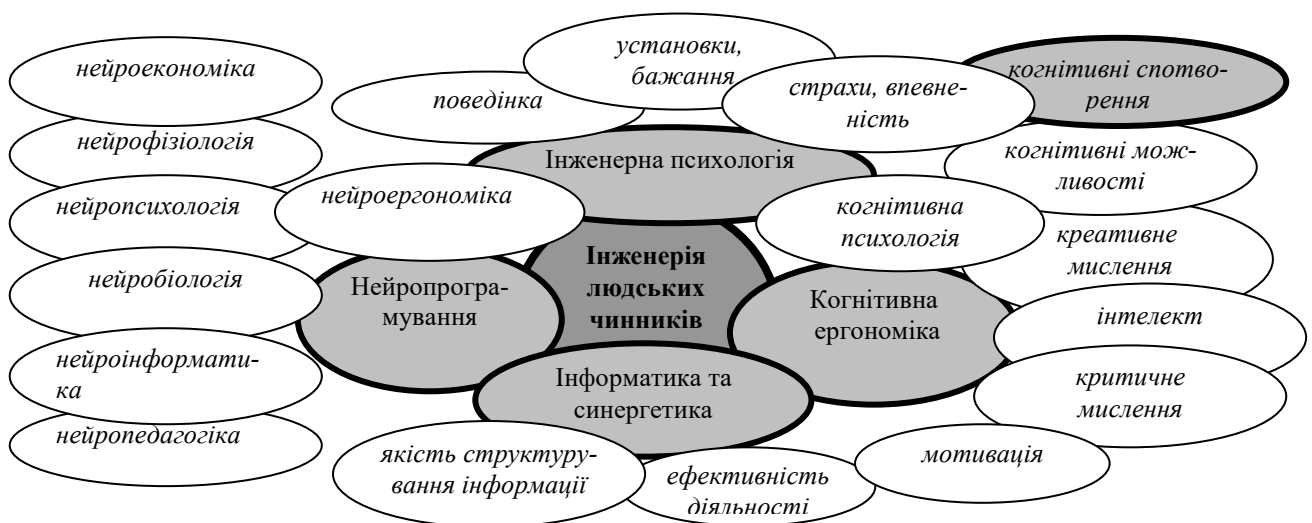 нейроекономіка
нейрофізіологія
нейропсихологія
нейробіологія
нейроінформати-
ка
нейропедагогіка
поведінка
установки,
бажання
страхи, впевне-
ність
когнітивні спотво-
рення
Інженерна психологія
когнітивні мож-
ливості
нейроергономіка
когнітивна
психологія
креативне
мислення
Інженерія
людських
чинників
Нейропрогра-
мування
Когнітивна
ергономіка
інтелект
Інформатика та
синергетика
критичне
мислення
якість структуру-
вання інформації
ефективність
діяльності
мотивація